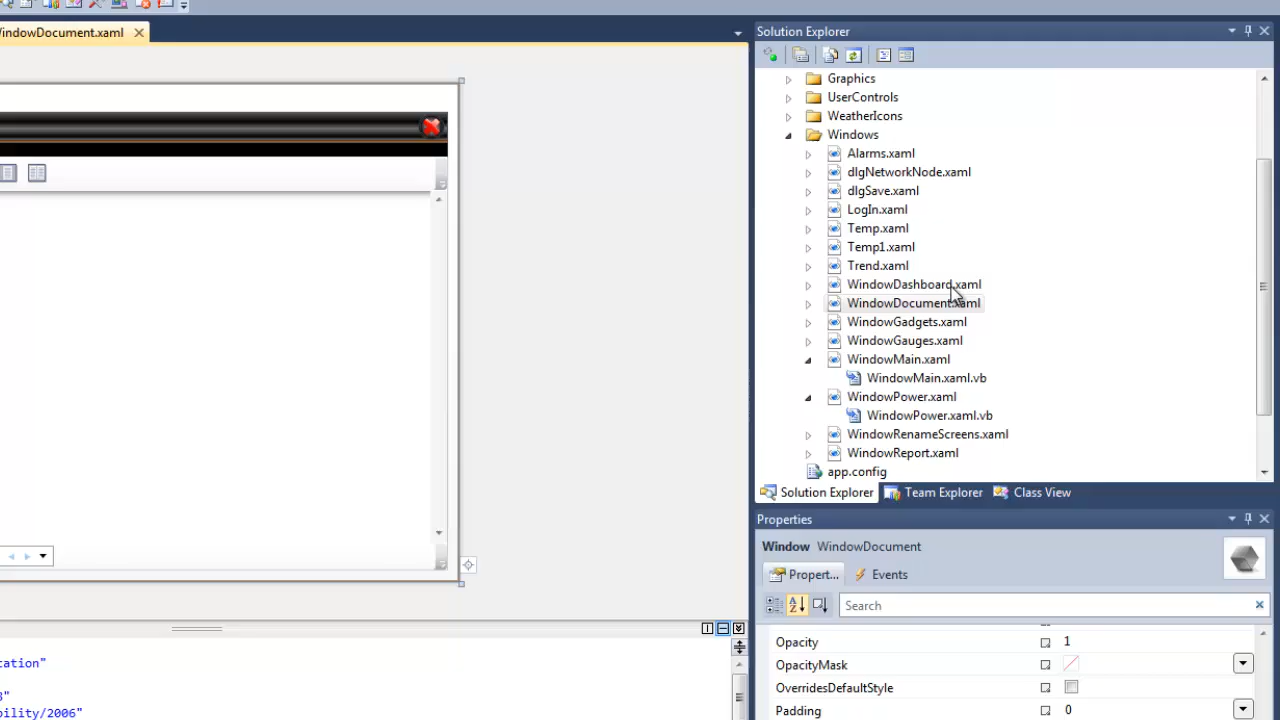 indowDocument.xaml
Solution Explorer
Graphics
UserControls
WeatherIcons
Windows
Alarms.xaml
dlgNetworkNode.xaml
dlgSave.xaml
LogIn.xaml
Temp.xaml
Temp1.xaml
Trend.xaml
WindowDashboard.xaml
WindowDocument.xaml
WindowGadgets.xaml
WindowGauges.xaml
WindowMain.xaml
WindowMain.xaml.vb
WindowPower.xaml
WindowPower.xaml.vb
WindowRenameScreens.xaml
WindowReport.xaml
app.config
Solution Explorer Team Explorer Class View
Properties
Window WindowDocument
Propert... Events
Search
Opacity 1
OpacityMask
OverridesDefaultStyle
Padding 0
tation"
bility/2006"